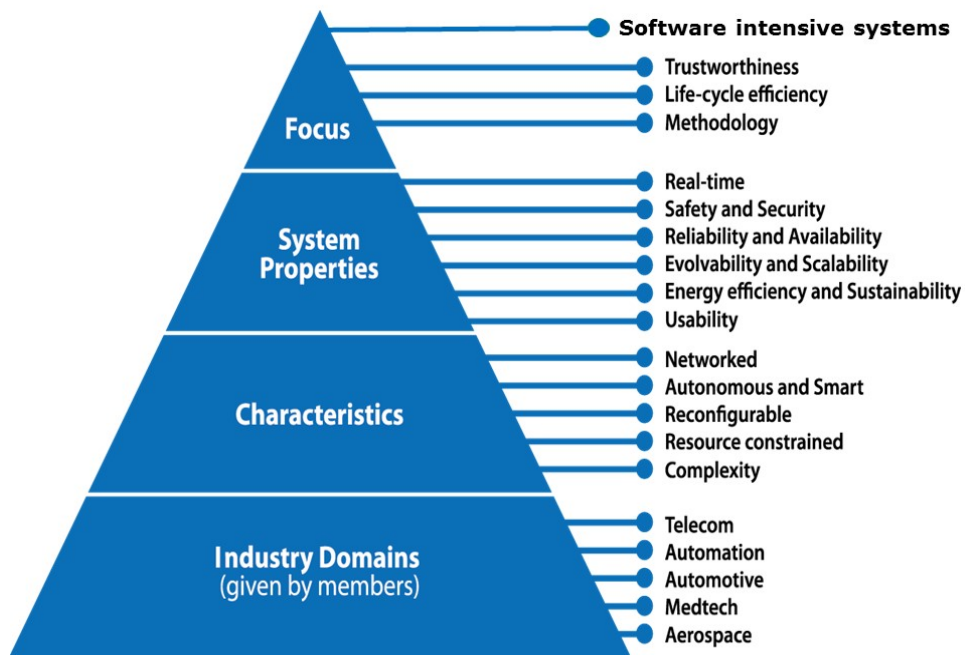 Software intensive systems
Trustworthiness
Life-cycle efficiency
Methodology
Focus
Real-time
Safety and Security
Reliability and Availability
Evolvability and Scalability
Energy efficiency and Sustainability
Usability
System
Properties
Networked
Autonomous and Smart
Reconfigurable
Resource constrained
Complexity
Characteristics
Telecom
Automation
Automotive
Medtech
Aerospace
Industry Domains
(given by members)